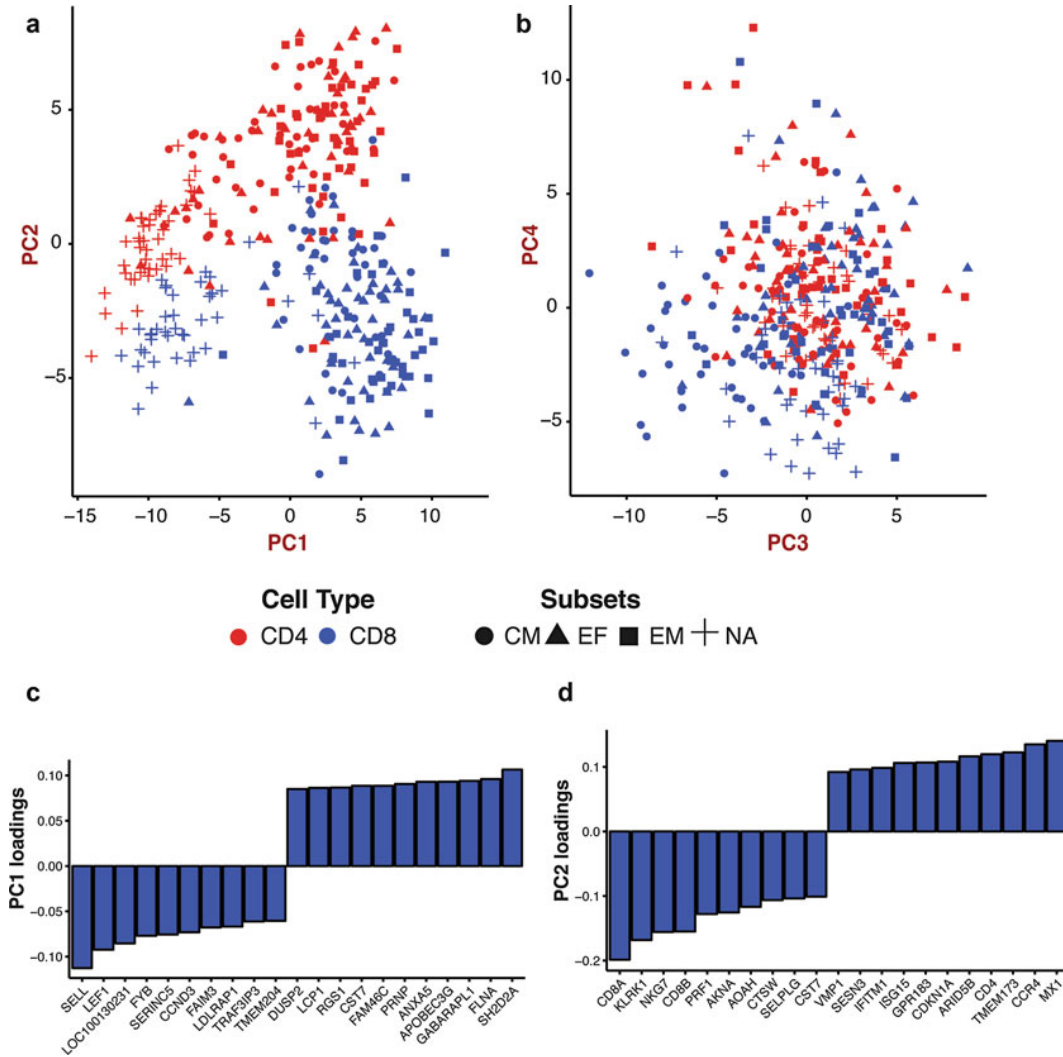 a
b
5
0
−5
PC2
−15
−10
−5
0
5
10
PC1
10
5
0
−5
PC4
−10
−5
0
5
PC3
Cell Type
Subsets
CD4 CD8
CM EF EM NA
c
d
0.10
0.05
0.00
−0.05
−0.10
PC1 loadings
SELL
LEF1
LOC100130231
FYB
SERINC5
CCND3
FAIM3
LDLRAP1
TRAF3IP3
TMEM204
DUSP2
LCP1
RGS1
CST7
FAM46C
PRNP
ANXA5
APOBEC3G
GABARAPL1
FLNA
SH2D2A
0.1
0.0
−0.1
−0.2
PC2 loadings
CD8A
KLRK1
NKG7
CD8B
PRF1
AKNA
AOAH
CTSW
SELPLG
CST7
VMP1
SESN3
IFITM1
ISG15
GPR183
CDKN1A
ARID5B
CD4
TMEM173
CCR4
MX1